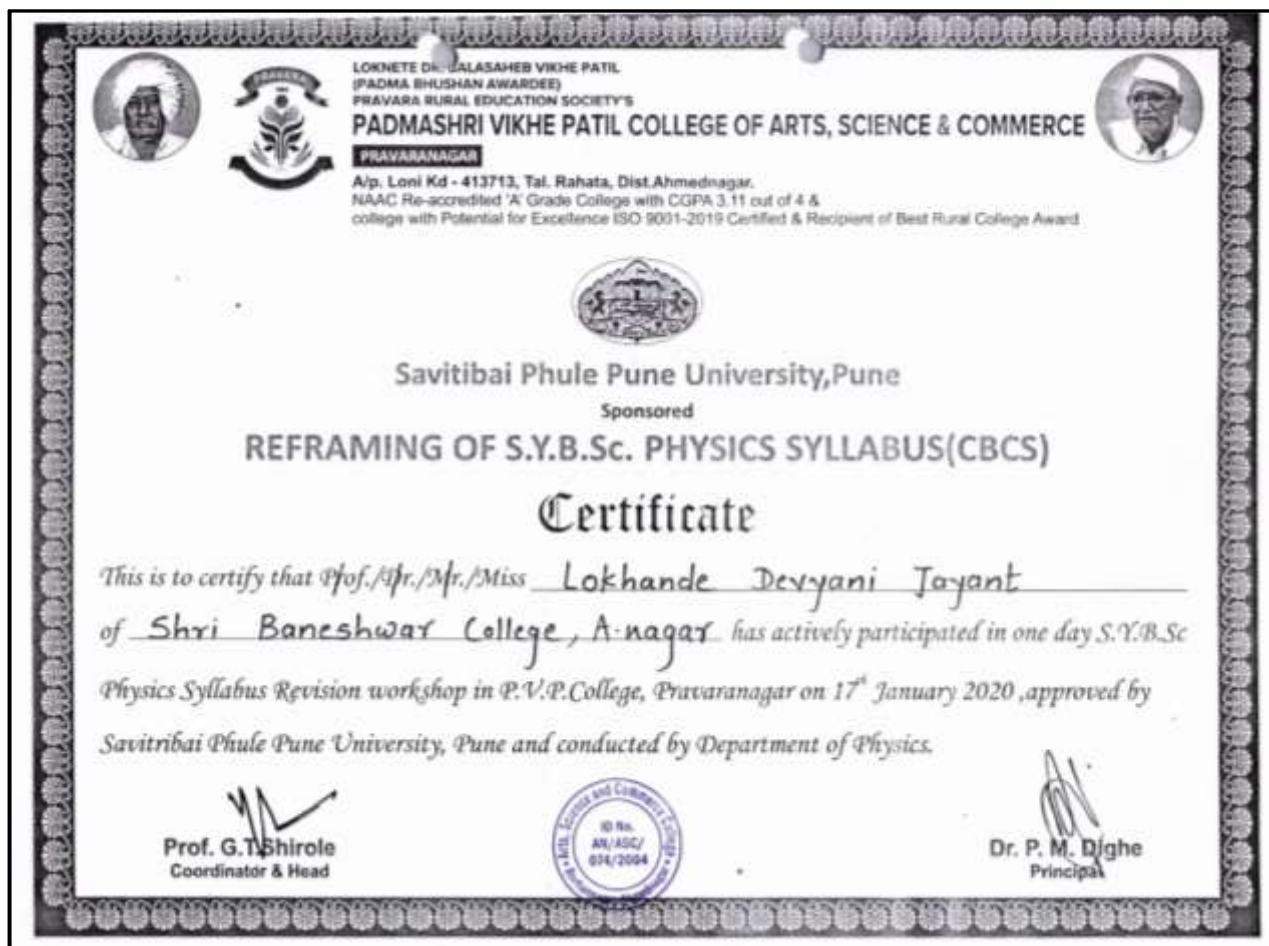 LOKNETE DR. BALASAHEB VIKHE PATIL
(PADMA BHUSHAN AWARDEE)
PRAVARA RURAL EDUCATION SOCIETY'S
PRAVARA
PADMASHRI VIKHE PATIL COLLEGE OF ARTS, SCIENCE & COMMERCE
PRAVARANAGAR
A/p. Loni Kd - 413713, Tal. Rahata, Dist.Ahmednagar.
NAAC Re-accredited 'A' Grade College with CGPA 3.11 out of 4 &
college with Potential for Excellence ISO 9001-2019 Certified & Recipient of Best Rural College Award
Savitibai Phule Pune University,Pune
Sponsored
REFRAMING OF S.Y.B.Sc. PHYSICS SYLLABUS(CBCS)
Certificate
This is to certify that Prof./Dr./Mr./Miss Lokhande Devyani Jayant
of Shri Baneshwar College, A-nagar has actively participated in one day S.Y.B.Sc
Physics Syllabus Revision workshop in P.V.P.College, Pravaranagar on 17th January 2020 ,approved by
Savitribai Phule Pune University, Pune and conducted by Department of Physics.
Prof. G.T.Shirole
Coordinator & Head
Arts, Science and Commerce College
ID No.
AN/ASC/
074/2004
Dr. P. M. Dighe
Principal